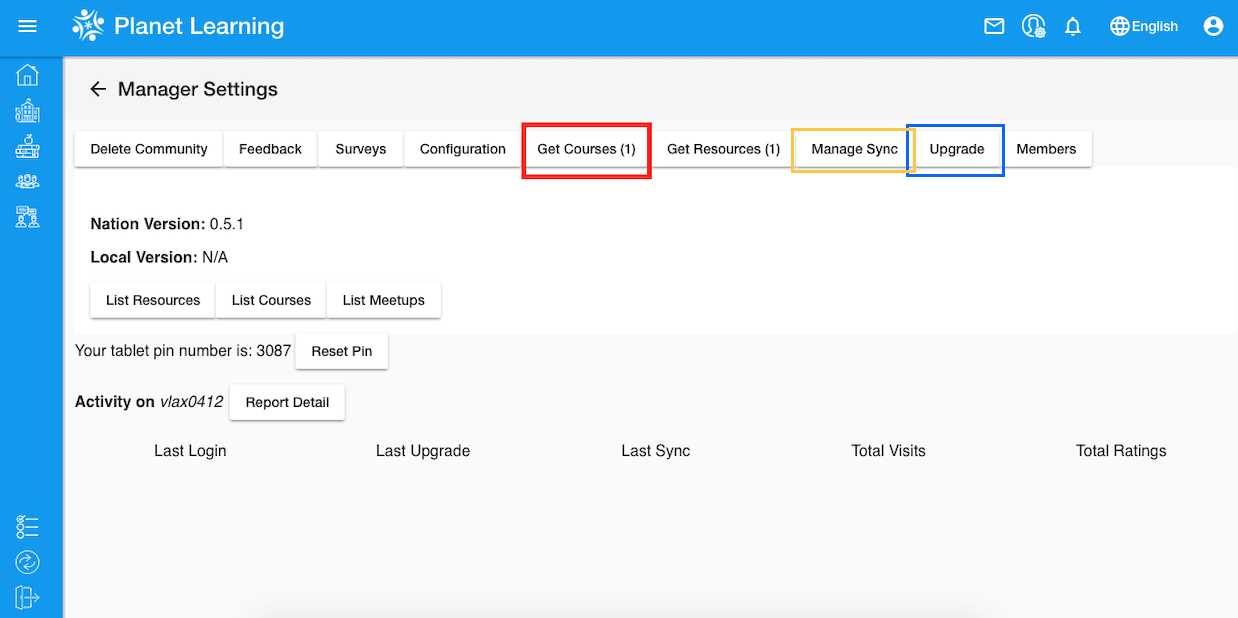 Planet Learning
English
Manager Settings
Delete Community Feedback Surveys Configuration Get Courses (1) Get Resources (1) Manage Sync Upgrade Members
Nation Version: 0.5.1
Local Version: N/A
List Resources List Courses List Meetups
Your tablet pin number is: 3087 Reset Pin
Activity on vlax0412 Report Detail
Last Login Last Upgrade Last Sync Total Visits Total Ratings